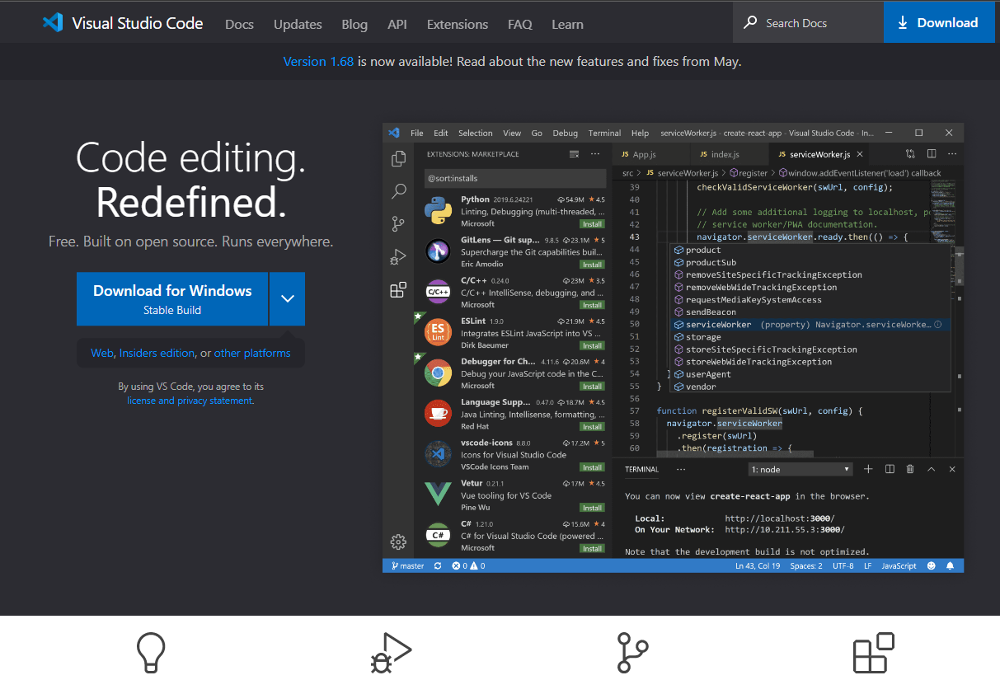 Visual Studio Code Docs Updates Blog API Extensions FAQ Learn Search Docs Download
Version 1.68 is now available! Read about the new features and fixes from May.
Code editing.
Redefined.
Free. Built on open source. Runs everywhere.
Download for Windows
Stable Build
Web, Insiders edition, or other platforms
By using VS Code, you agree to its
license and privacy statement.
File Edit Selection View Go Debug Terminal Help serviceWorker.js - create-react-app - Visual Studio Code - In...
EXTENSIONS: MARKETPLACE
@sort:installs
Python 2019.6.24221 54.9M 4.5
Linting, Debugging (multi-threaded, ...
Microsoft Install
GitLens — Git sup... 9.8.5 23.1M 5
Supercharge the Git capabilities buil...
Eric Amodio Install
C/C++
C/C++ 0.24.0 23M 3.5
C/C++ IntelliSense, debugging, and ...
Microsoft Install
ES
Lint
ESLint 1.9.0 21.9M 4.5
Integrates ESLint JavaScript into VS ...
Dirk Baeumer Install
Debugger for Ch... 4.11.6 20.6M 4
Debug your JavaScript code in the C...
Microsoft Install
Language Supp... 0.47.0 18.7M 4.5
Java Linting, Intellisense, formatting, ...
Red Hat Install
vscode-icons 8.8.0 17.2M 5
Icons for Visual Studio Code
VSCode Icons Team Install
Vetur 0.21.1 17M 4.5
Vue tooling for VS Code
Pine Wu Install
C#
C# 1.21.0 15.6M 4
C# for Visual Studio Code (powered ...
Microsoft Install
JS App.js JS index.js JS serviceWorker.js
src > JS serviceWorker.js > register > window.addEventListener('load') callback
39 checkValidServiceWorker(swUrl, config);
40
41 // Add some additional logging to localhost, po
42 // service worker/PWA documentation.
43 navigator.serviceWorker.ready.then(() => {
44 product
45 productSub
46 removeSiteSpecificTrackingException
47 removeWebWideTrackingException
48 requestMediaKeySystemAccess
49 sendBeacon
50 serviceWorker (property) Navigator.serviceWorke...
51 storage
52 storeSiteSpecificTrackingException
53 storeWebWideTrackingException
54 } userAgent
55 } vendor
56
57 function registerValidSW(swUrl, config) {
58 navigator.serviceWorker
59 .register(swUrl)
60 .then(registration => {
TERMINAL ... 1: node
You can now view create-react-app in the browser.
Local: http://localhost:3000/
On Your Network: http://10.211.55.3:3000/
Note that the development build is not optimized.
master 0 0 Ln 43, Col 19 Spaces: 2 UTF-8 LF JavaScript